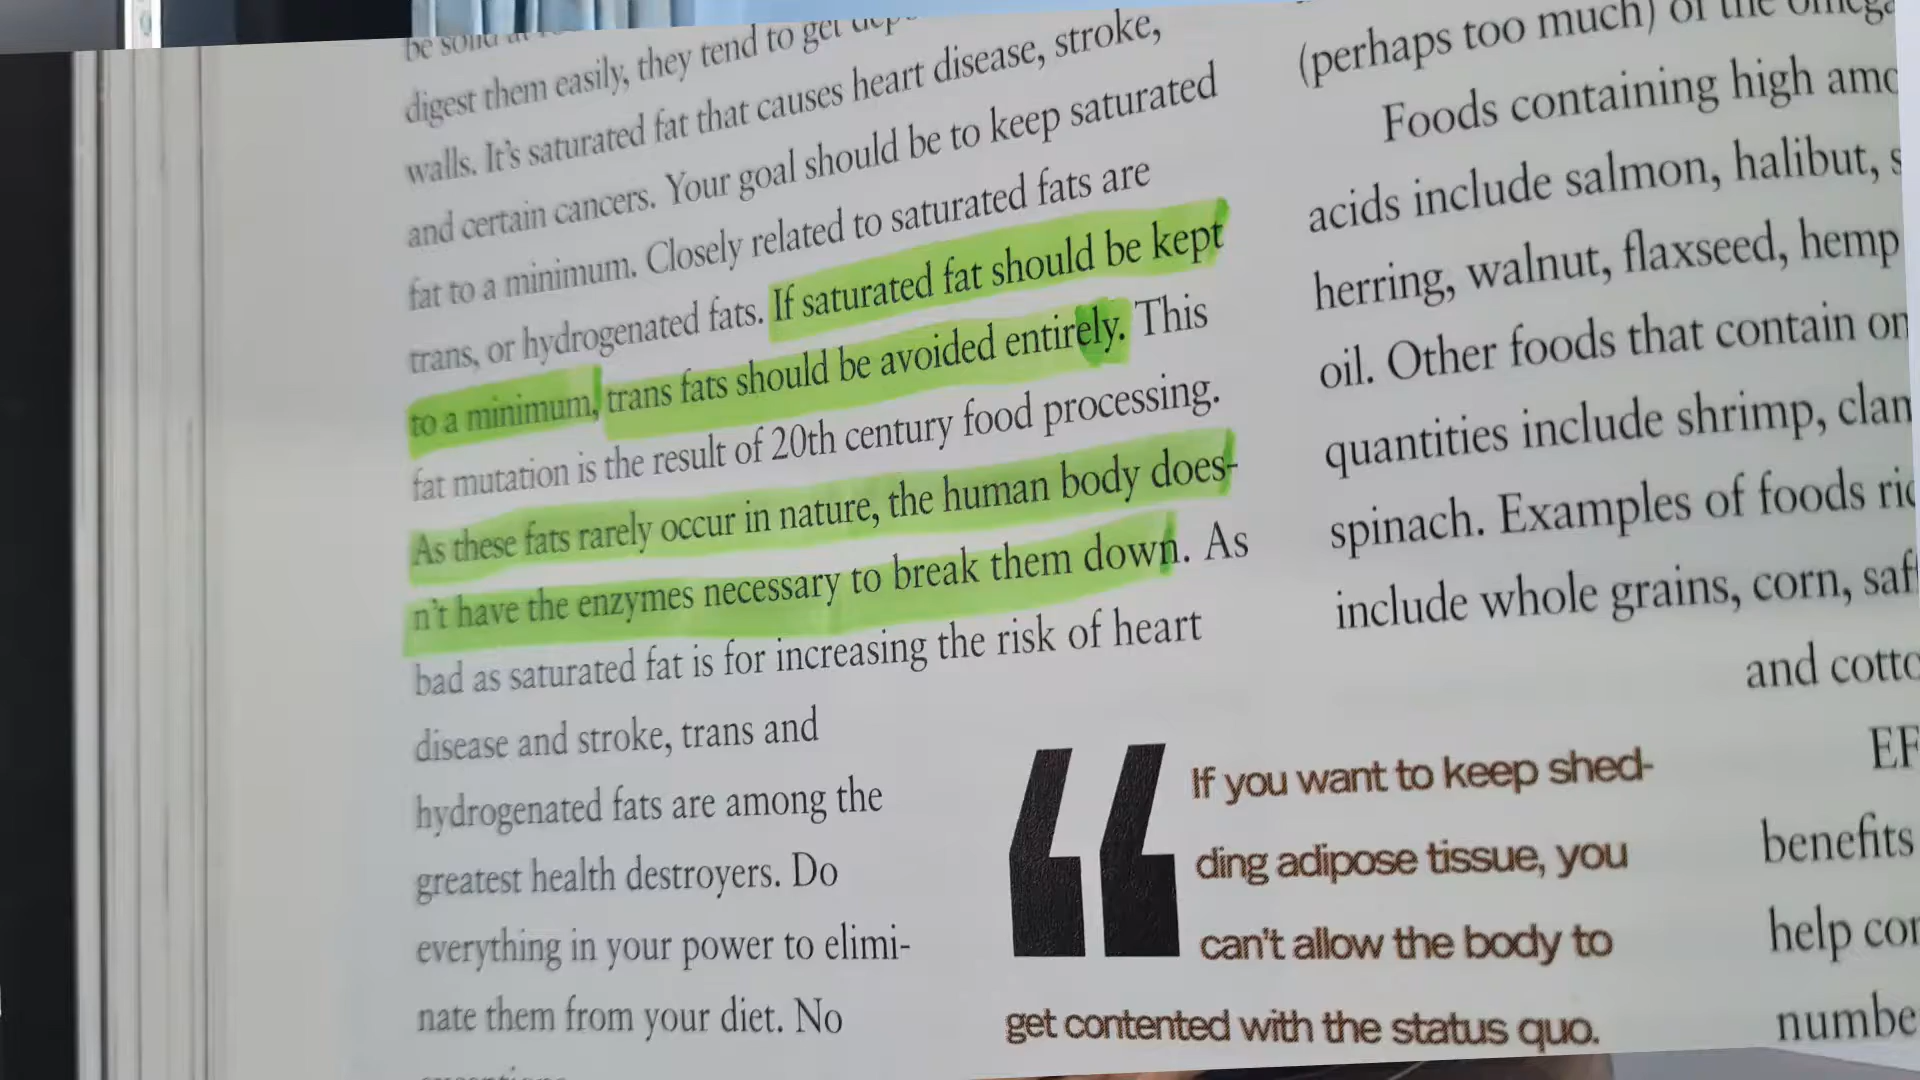 be solid at
digest them easily, they tend to get
walls. It's saturated fat that causes heart disease, stroke,
and certain cancers. Your goal should be to keep saturated
fat to a minimum. Closely related to saturated fats are
trans, or hydrogenated fats. If saturated fat should be kept
to a minimum, trans fats should be avoided entirely. This
fat mutation is the result of 20th century food processing.
As these fats rarely occur in nature, the human body does-
n't have the enzymes necessary to break them down. As
bad as saturated fat is for increasing the risk of heart
disease and stroke, trans and
hydrogenated fats are among the
greatest health destroyers. Do
everything in your power to elimi-
nate them from your diet. No
“If you want to keep shed-
ding adipose tissue, you
can't allow the body to
get contented with the status quo.
(perhaps too much) of the
Foods containing high
acids include salmon, halibut,
herring, walnut, flaxseed, hemp
oil. Other foods that contain
quantities include shrimp,
spinach. Examples of foods
include whole grains, corn,
and
benefits
help